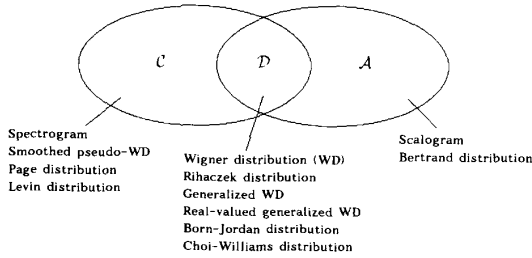 C
D
A
Spectrogram
Smoothed pseudo-WD
Page distribution
Levin distribution
Wigner distribution (WD)
Rihaczek distribution
Generalized WD
Real-valued generalized WD
Born-Jordan distribution
Choi-Williams distribution
Scalogram
Bertrand distribution